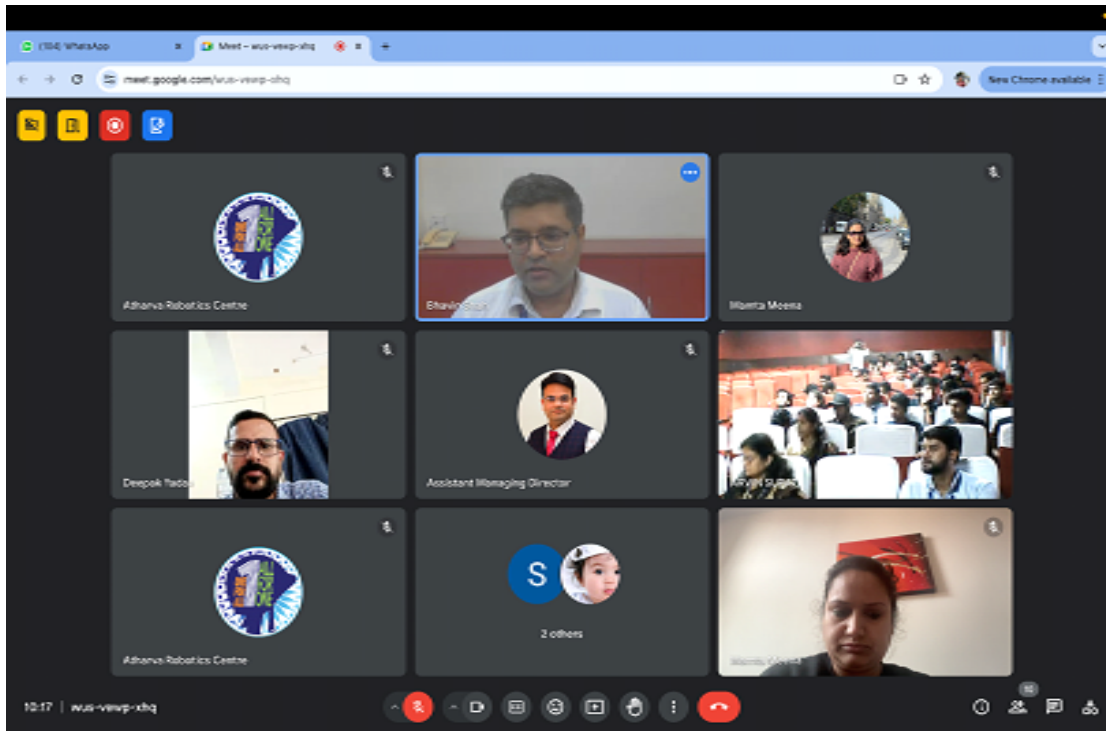 (104) WhatsApp
Meet – wus-vewp-xhq
meet.google.com/wus-vewp-xhq
New Chrome available
Atharva Robotics Centre
Mamta Meena
Deepak Yadav
Assistant Managing Director
Atharva Robotics Centre
S
2 others
10:17 | wus-vewp-xhq
10